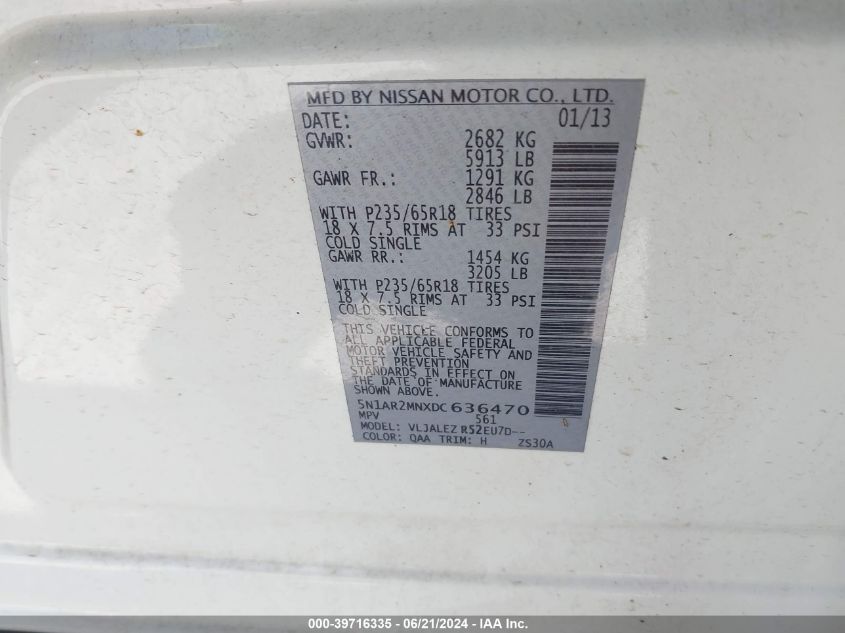 MFD BY NISSAN MOTOR CO., LTD.
DATE: 01/13
GVWR: 2682 KG
5913 LB
GAWR FR.: 1291 KG
2846 LB
WITH P235/65R18 TIRES
18 X 7.5 RIMS AT 33 PSI
COLD SINGLE
GAWR RR.: 1454 KG
3205 LB
WITH P235/65R18 TIRES
18 X 7.5 RIMS AT 33 PSI
COLD SINGLE
THIS VEHICLE CONFORMS TO
ALL APPLICABLE FEDERAL
MOTOR VEHICLE SAFETY AND
THEFT PREVENTION
STANDARDS IN EFFECT ON
THE DATE OF MANUFACTURE
SHOWN ABOVE.
5N1AR2MNXDC636470
MPV 561
MODEL: VLJALEZ R52EU7D--
COLOR: QAA TRIM: H ZS30A
000-39716335 - 06/21/2024 - IAA Inc.